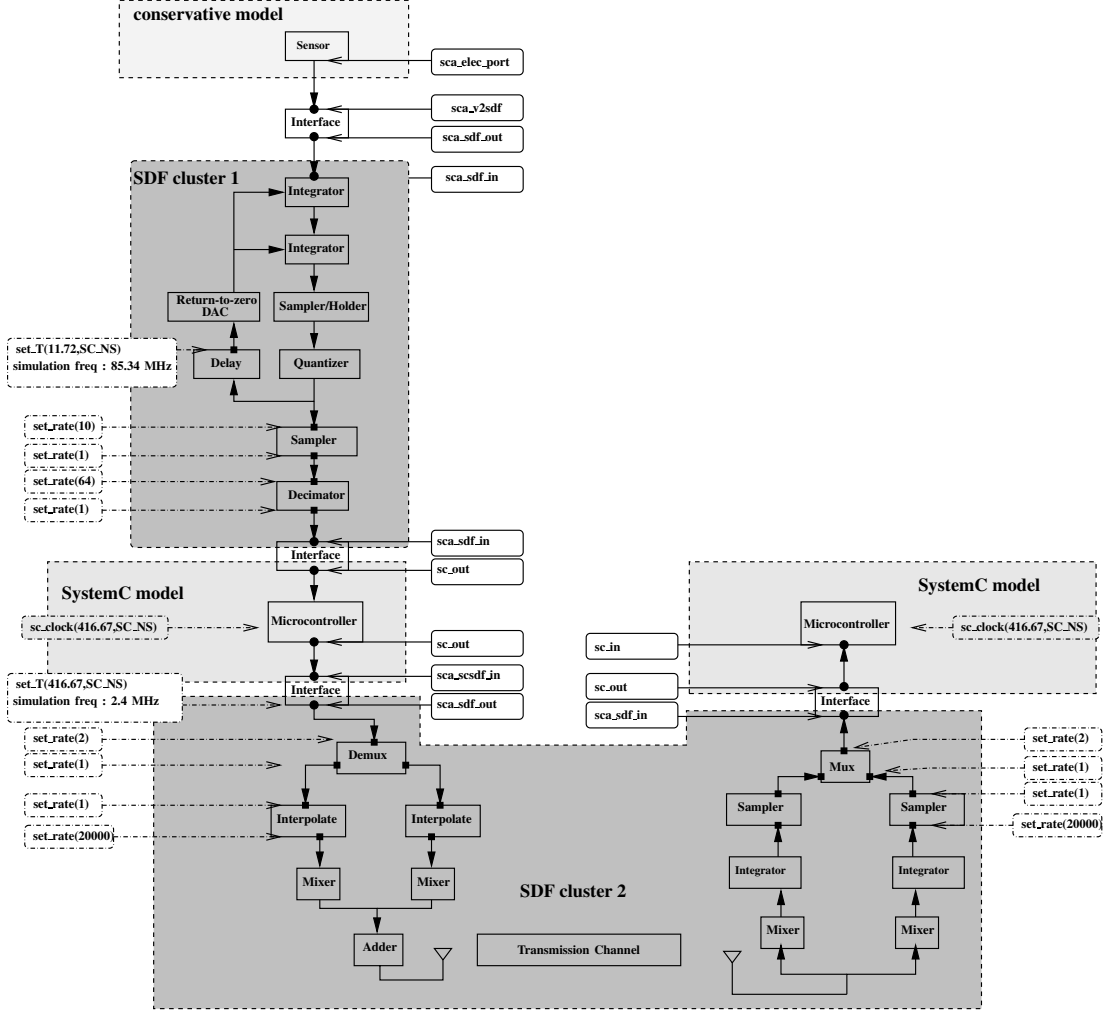 conservative model
Sensor
sca_elec_port
sca_v2sdf
Interface
sca_sdf_out
SDF cluster 1
sca_sdf_in
Integrator
Integrator
Return-to-zero
DAC
Sampler/Holder
set_T(11.72,SC_NS)
simulation freq : 85.34 MHz
Delay
Quantizer
set_rate(10)
Sampler
set_rate(1)
set_rate(64)
Decimator
set_rate(1)
sca_sdf_in
Interface
sc_out
SystemC model
Microcontroller
sc_clock(416.67,SC_NS)
sc_out
sca_scsdf_in
set_T(416.67,SC_NS)
simulation freq : 2.4 MHz
Interface
sca_sdf_out
set_rate(2)
Demux
set_rate(1)
set_rate(1)
Interpolate
Interpolate
set_rate(20000)
Mixer
Mixer
SDF cluster 2
Adder
Transmission Channel
SystemC model
Microcontroller
sc_clock(416.67,SC_NS)
sc_in
sc_out
Interface
sca_sdf_in
set_rate(2)
Mux
set_rate(1)
set_rate(1)
Sampler
Sampler
set_rate(20000)
Integrator
Integrator
Mixer
Mixer